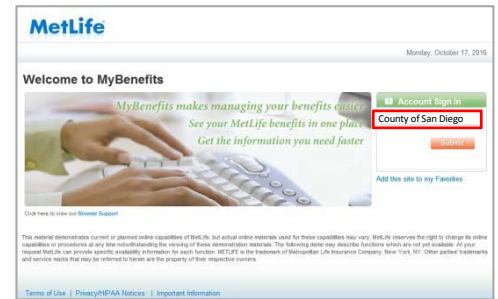 MetLife
Monday, October 17, 2016
Welcome to MyBenefits
MyBenefits makes managing your benefits easier
See your MetLife benefits in one place
Get the information you need faster
Account Sign in
County of San Diego
Submit
Add this site to my Favorites
Click here to view our Browser Support
This material demonstrates current or planned online capabilities of MetLife, but actual online materials used for these capabilities may vary. MetLife reserves the right to change its online
capabilities or procedures at any time notwithstanding the viewing of these demonstration materials. The following demo may describe functions which are not yet available. At your
request MetLife can provide specific availability information for each function. METLIFE is the trademark of Metropolitan Life Insurance Company, New York, NY. Other parties' trademarks
and service marks that may be referred to herein are the property of their respective owners.
Terms of Use | Privacy/HIPAA Notices | Important Information